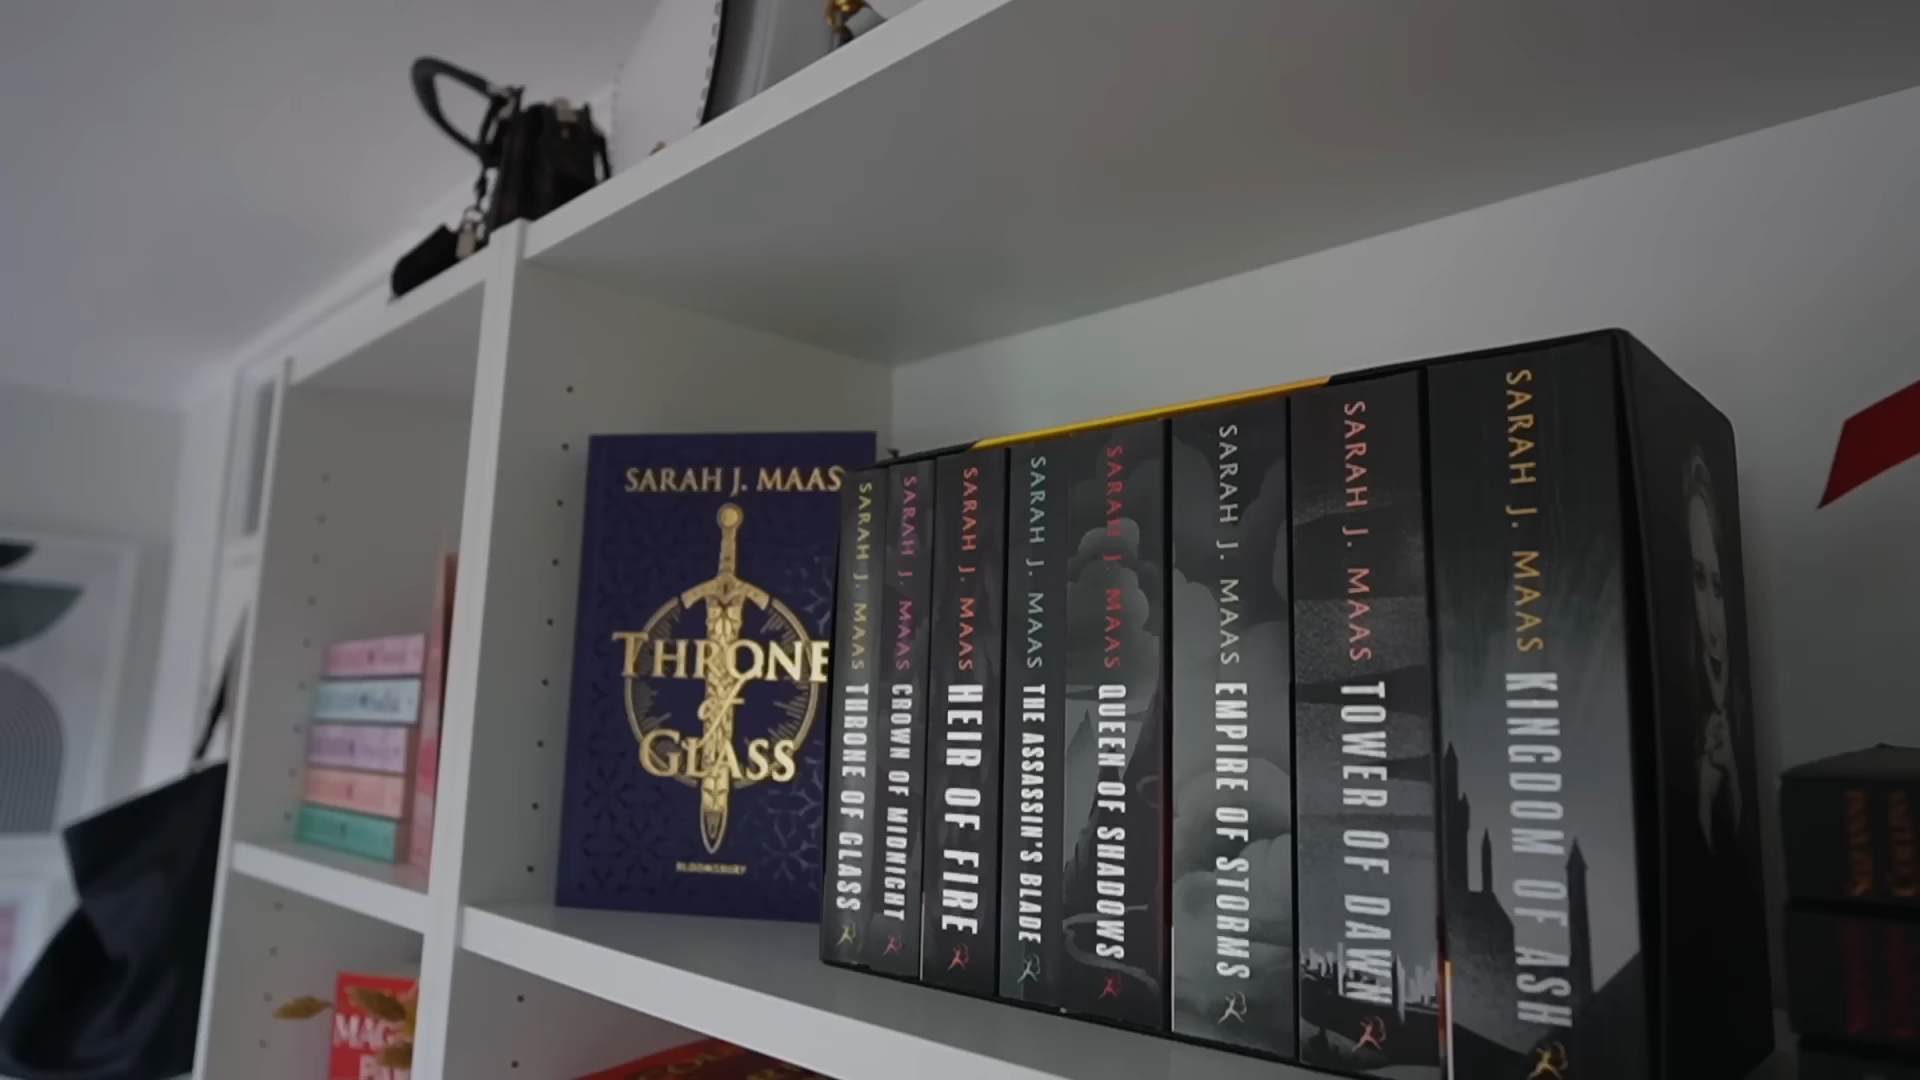 SARAH J. MAAS
THRONE
of
GLASS
BLOOMSBURY
SARAH J. MAAS THRONE OF GLASS
SARAH J. MAAS CROWN OF MIDNIGHT
SARAH J. MAAS HEIR OF FIRE
SARAH J. MAAS THE ASSASSIN'S BLADE
SARAH J. MAAS QUEEN OF SHADOWS
SARAH J. MAAS EMPIRE OF STORMS
SARAH J. MAAS TOWER OF DAWN
SARAH J. MAAS KINGDOM OF ASH